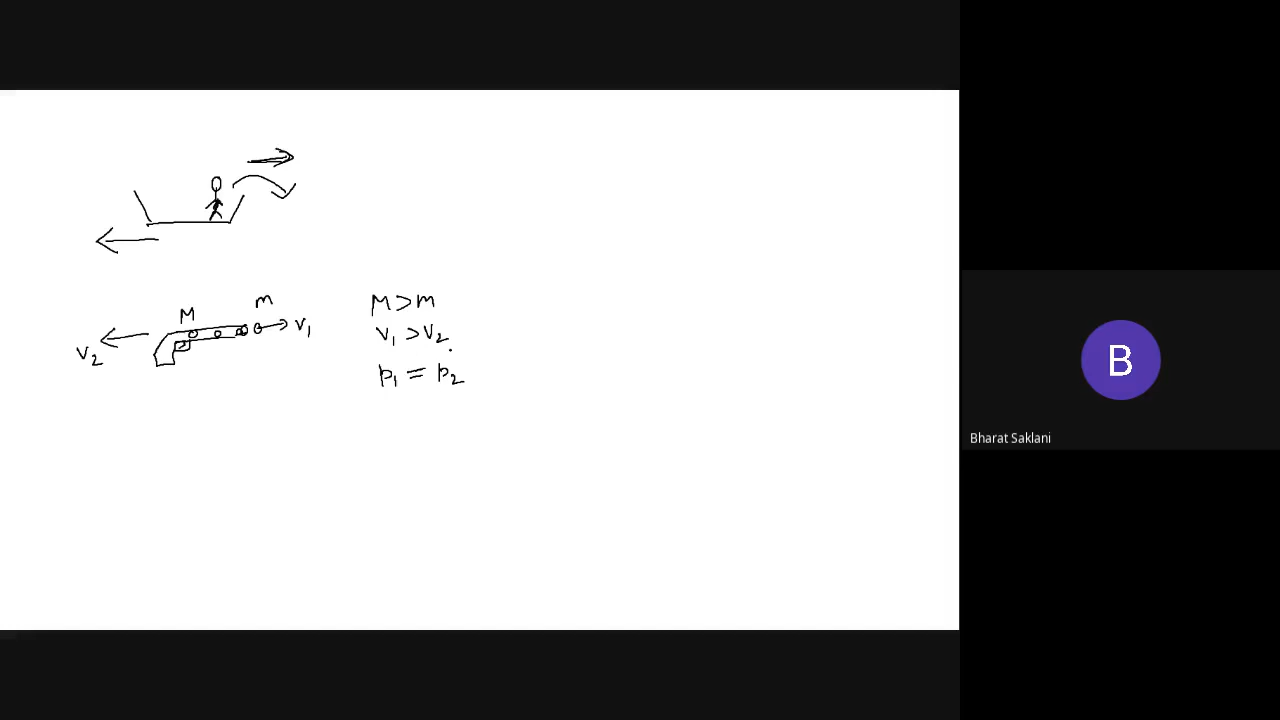 M
m
V₁
V₂
M > m
V₁ > V₂
p₁ = p₂
B
Bharat Saklani